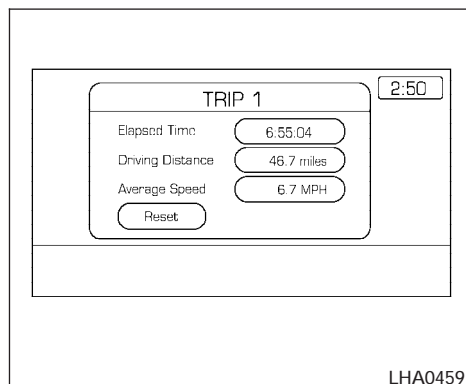 2:50
TRIP 1
Elapsed Time 6:55:04
Driving Distance 46.7 miles
Average Speed 6.7 MPH
Reset
LHA0459